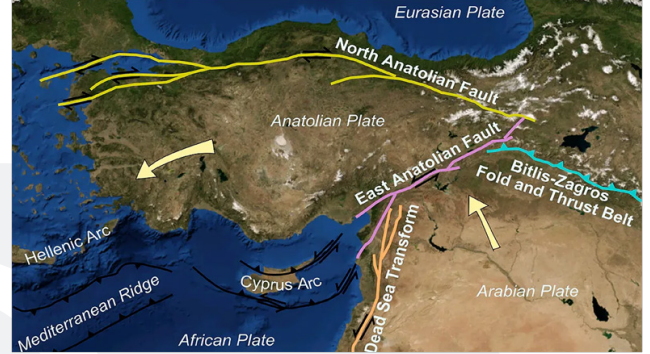 Eurasian Plate
North Anatolian Fault
Anatolian Plate
East Anatolian Fault
Bitlis-Zagros
Fold and Thrust Belt
Hellenic Arc
Cyprus Arc
Dead Sea Transform
Arabian Plate
Mediterranean Ridge
African Plate